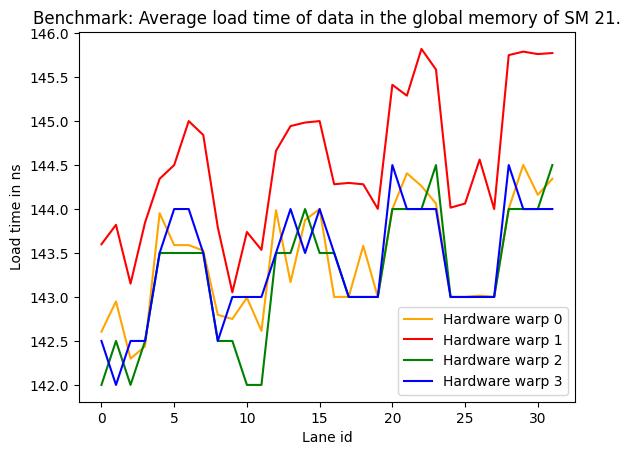 Benchmark: Average load time of data in the global memory of SM 21.
146.0
145.5
145.0
144.5
144.0
143.5
143.0
142.5
142.0
Load time in ns
Hardware warp 0
Hardware warp 1
Hardware warp 2
Hardware warp 3
0 5 10 15 20 25 30
Lane id